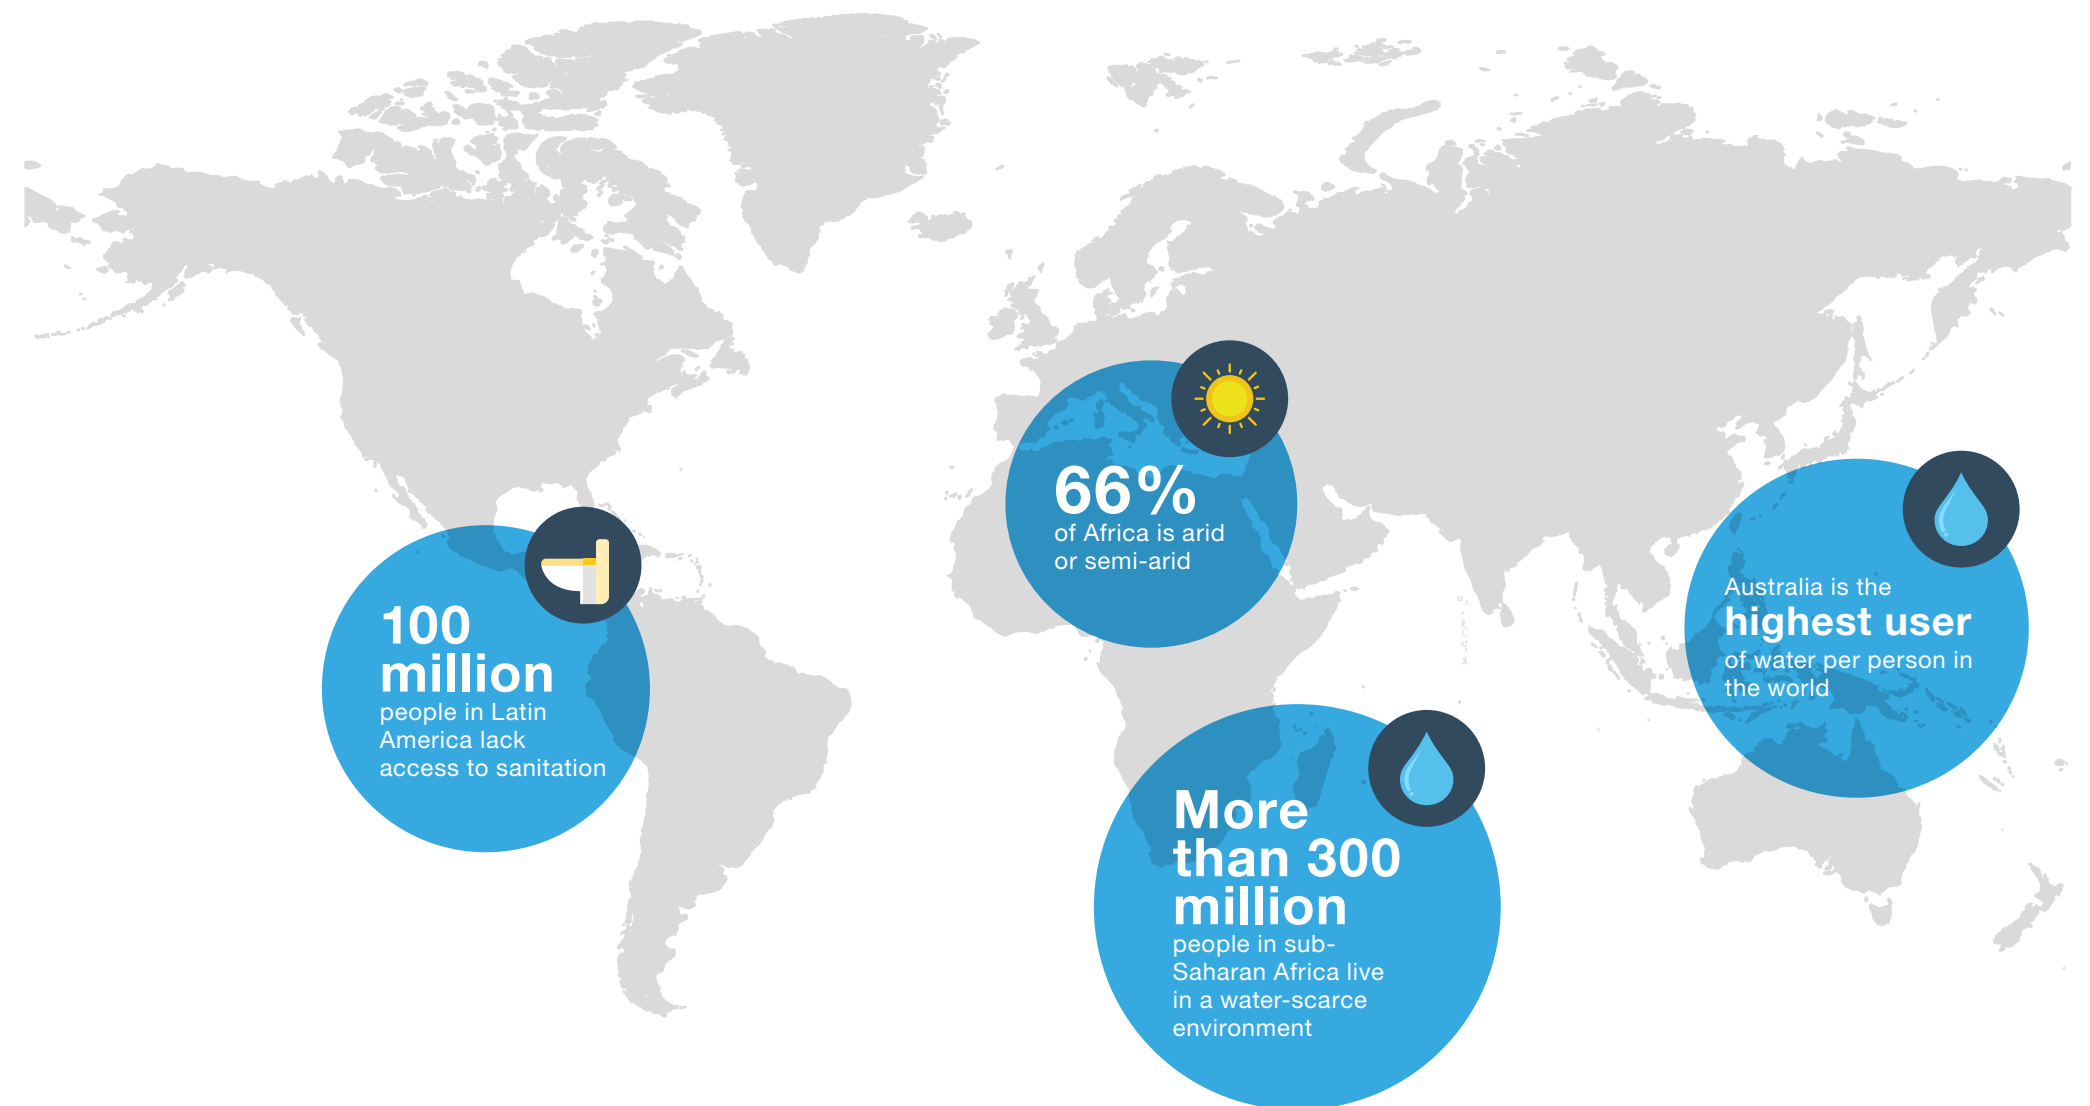 66%
of Africa is arid
or semi-arid
100
million
people in Latin
America lack
access to sanitation
Australia is the
highest user
of water per person in
the world
More
than 300
million
people in sub-
Saharan Africa live
in a water-scarce
environment